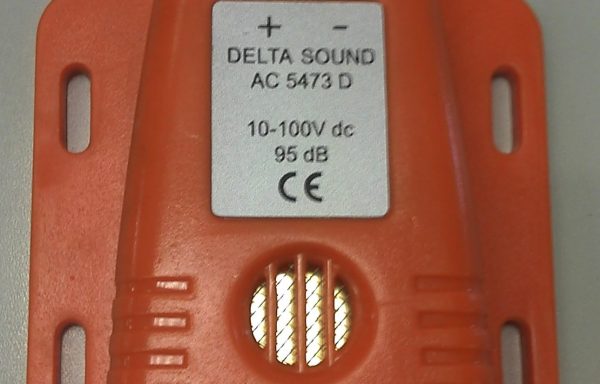 + -
DELTA SOUND
AC 5473 D
10-100V dc
95 dB
CE